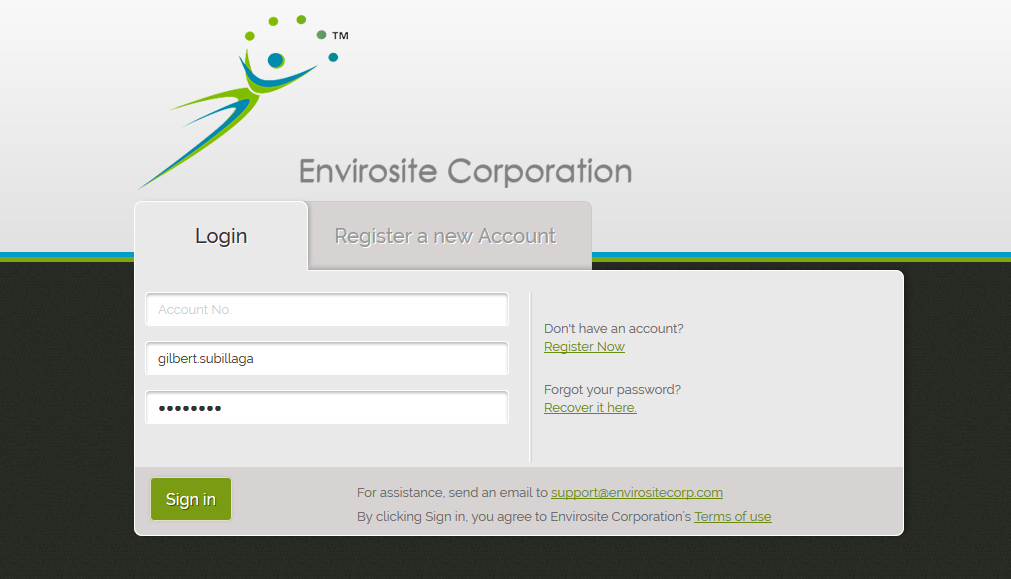 TM
Envirosite Corporation
Login
Register a new Account
Account No.
gilbert.subillaga
••••••••
Don't have an account?
Register Now
Forgot your password?
Recover it here.
Sign in
For assistance, send an email to support@envirositecorp.com
By clicking Sign in, you agree to Envirosite Corporation's Terms of use